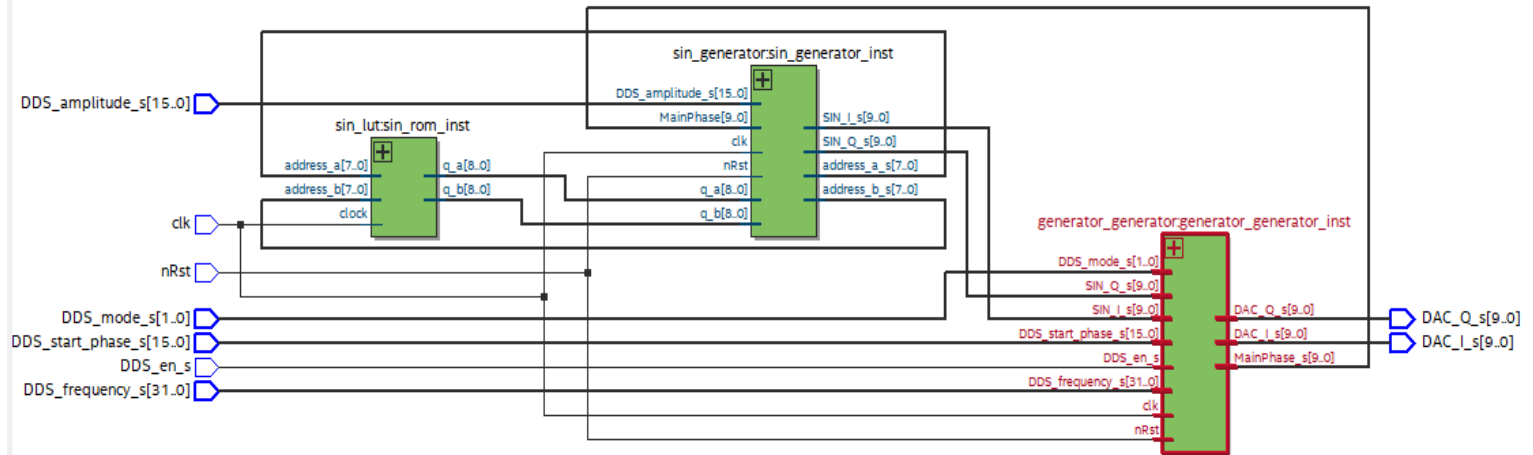 sin_generator:sin_generator_inst
DDS_amplitude_s[15..0]
DDS_amplitude_s[15..0]
MainPhase[9..0]
SIN_I_s[9..0]
sin_lut:sin_rom_inst
clk
SIN_Q_s[9..0]
address_a[7..0]
q_a[8..0]
nRst
address_a_s[7..0]
address_b[7..0]
q_b[8..0]
q_a[8..0]
address_b_s[7..0]
clock
q_b[8..0]
clk
generator_generator:generator_generator_inst
DDS_mode_s[1..0]
nRst
SIN_Q_s[9..0]
SIN_I_s[9..0]
DAC_Q_s[9..0]
DDS_mode_s[1..0]
DAC_Q_s[9..0]
DDS_start_phase_s[15..0]
DDS_start_phase_s[15..0]
DAC_I_s[9..0]
DAC_I_s[9..0]
DDS_en_s
DDS_en_s
MainPhase_s[9..0]
DDS_frequency_s[31..0]
DDS_frequency_s[31..0]
clk
nRst